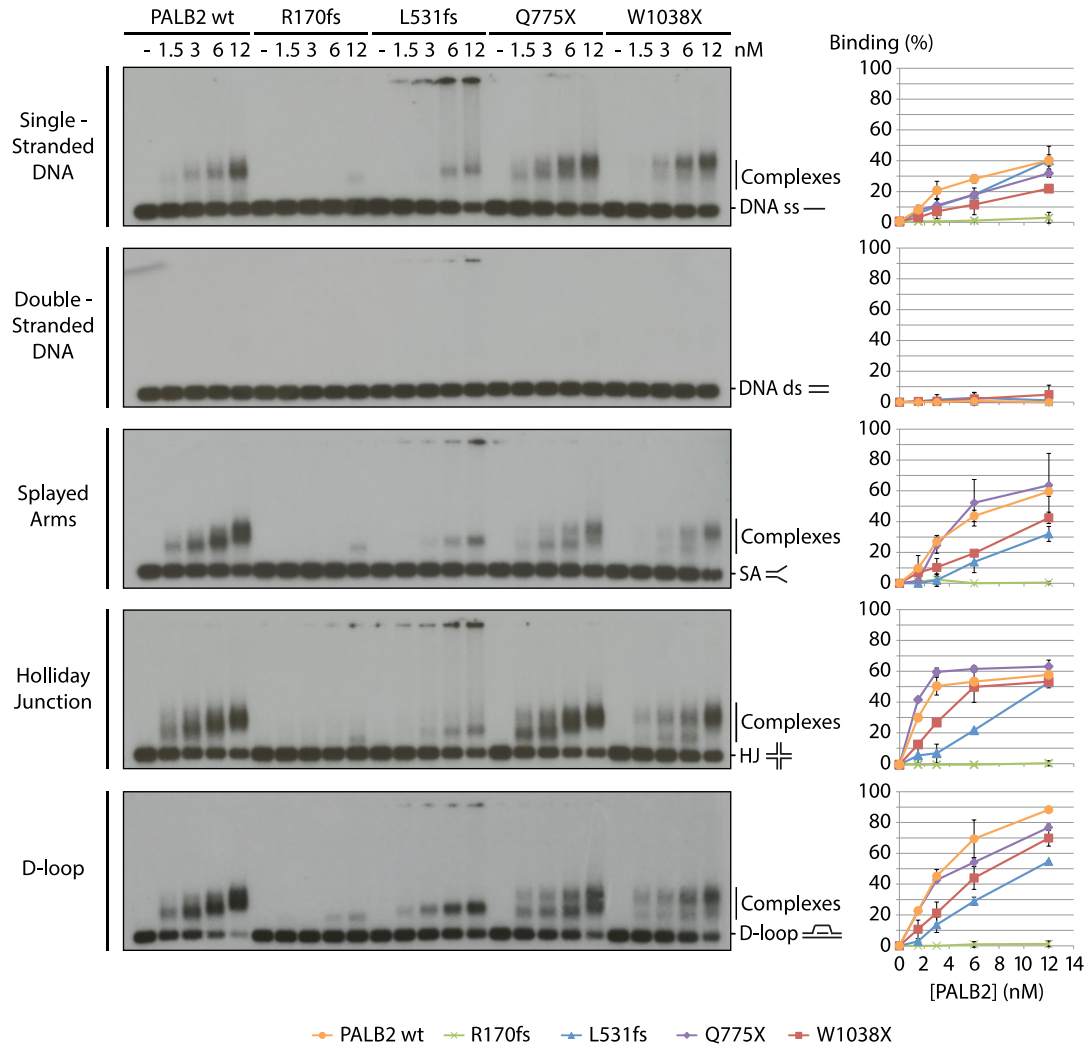 PALB2 wt R170fs L531fs Q775X W1038X
- 1.5 3 6 12 - 1.5 3 6 12 - 1.5 3 6 12 - 1.5 3 6 12 - 1.5 3 6 12 nM
Binding (%)
Single -
Stranded
DNA
Complexes
DNA ss
100
80
60
40
20
0
Double -
Stranded
DNA
DNA ds
100
80
60
40
20
0
Splayed
Arms
Complexes
SA
100
80
60
40
20
0
Holliday
Junction
Complexes
HJ
100
80
60
40
20
0
D-loop
Complexes
D-loop
100
80
60
40
20
0
0 2 4 6 8 10 12 14
[PALB2] (nM)
PALB2 wt R170fs L531fs Q775X W1038X